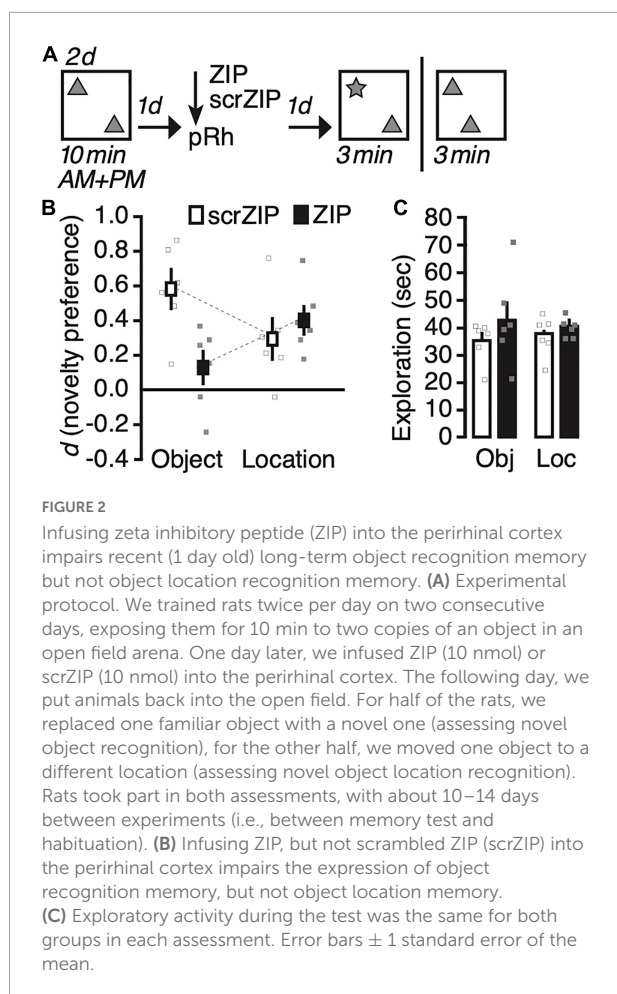 A
2d
ZIP
scrZIP
1d
1d
pRh
10 min
AM+PM
3 min
3 min
B
scrZIP ZIP
1.0
0.8
0.6
0.4
0.2
0.0
-0.2
-0.4
d (novelty preference)
Object Location
C
80
70
60
50
40
30
20
10
0
Exploration (sec)
Obj Loc
FIGURE 2
Infusing zeta inhibitory peptide (ZIP) into the perirhinal cortex
impairs recent (1 day old) long-term object recognition memory
but not object location recognition memory. (A) Experimental
protocol. We trained rats twice per day on two consecutive
days, exposing them for 10 min to two copies of an object in an
open field arena. One day later, we infused ZIP (10 nmol) or
scrZIP (10 nmol) into the perirhinal cortex. The following day, we
put animals back into the open field. For half of the rats, we
replaced one familiar object with a novel one (assessing novel
object recognition), for the other half, we moved one object to a
different location (assessing novel object location recognition).
Rats took part in both assessments, with about 10–14 days
between experiments (i.e., between memory test and
habituation). (B) Infusing ZIP, but not scrambled ZIP (scrZIP) into
the perirhinal cortex impairs the expression of object
recognition memory, but not object location memory.
(C) Exploratory activity during the test was the same for both
groups in each assessment. Error bars ± 1 standard error of the
mean.